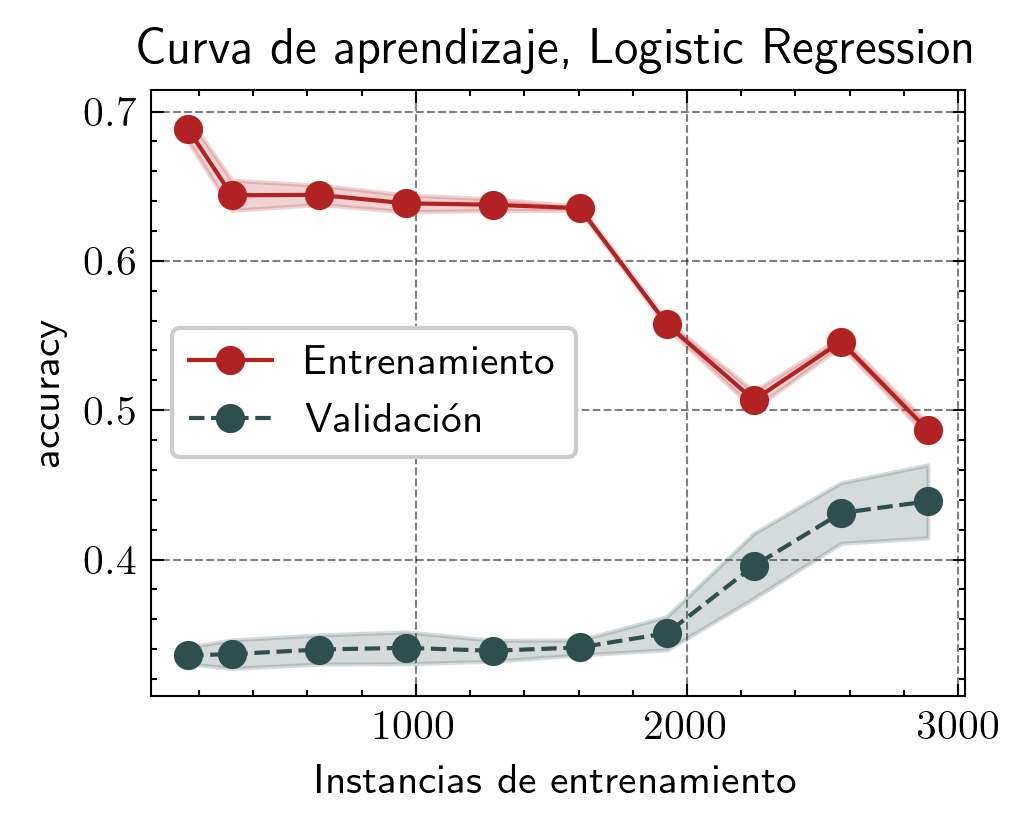 Curva de aprendizaje, Logistic Regression
0.7
0.6
0.5
0.4
accuracy
Entrenamiento
Validación
1000 2000 3000
Instancias de entrenamiento